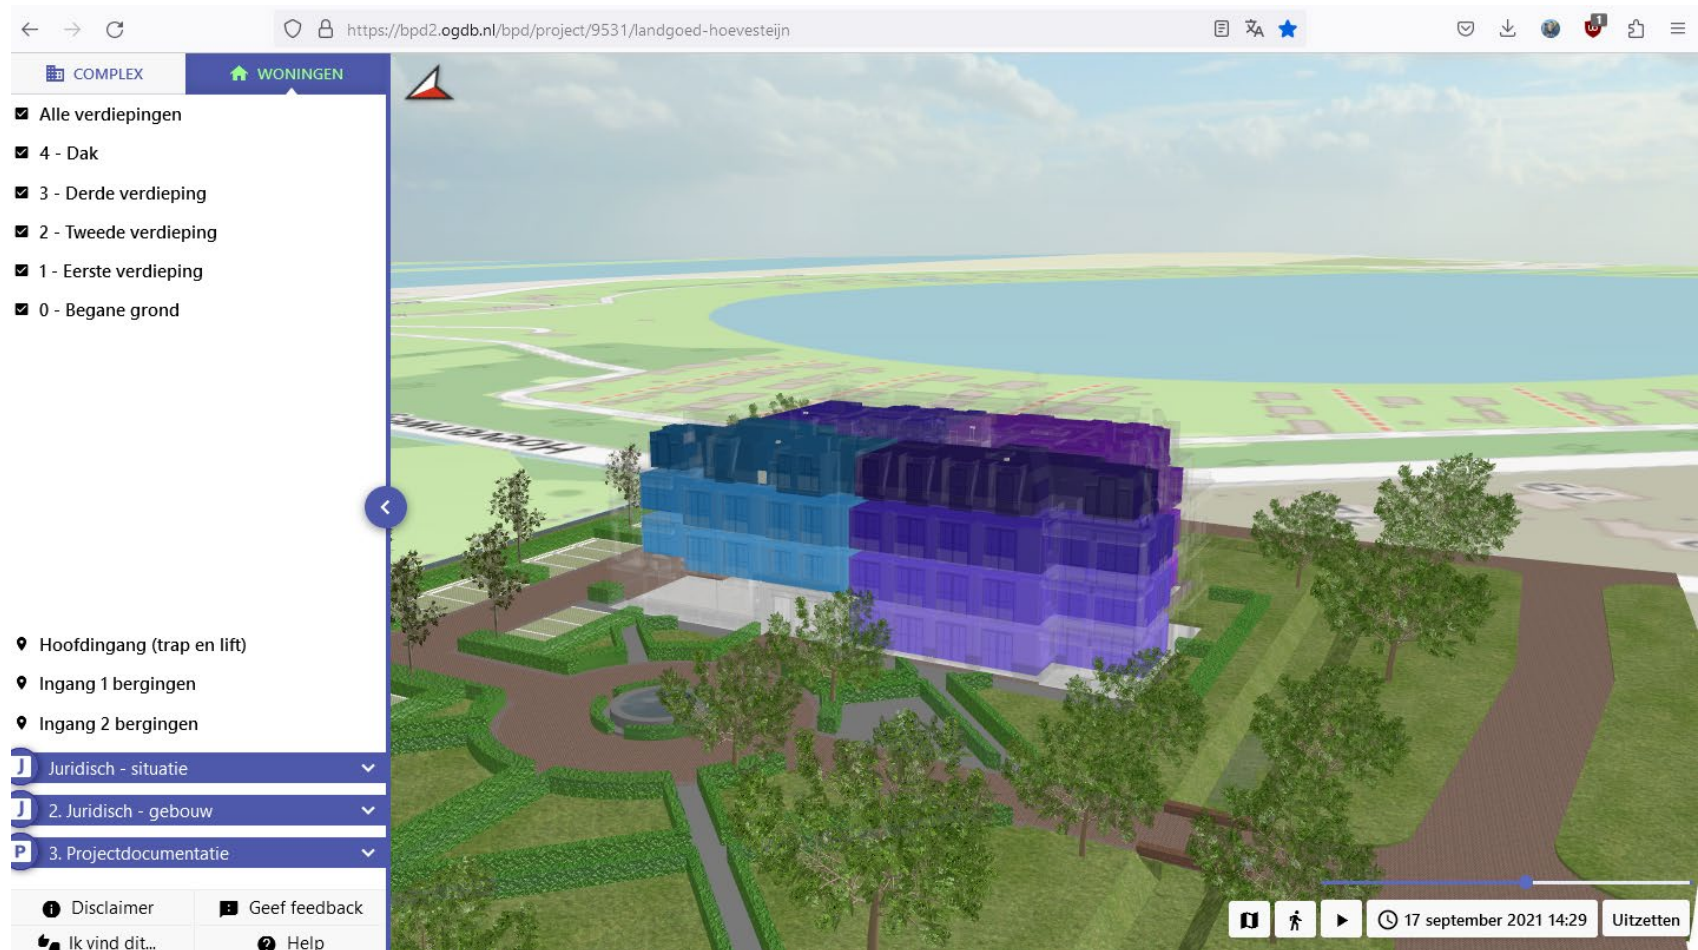 https://bpd2.ogdb.nl/bpd/project/9531/landgoed-hoevesteijn
1
COMPLEX
WONINGEN
Alle verdiepingen
4 - Dak
3 - Derde verdieping
2 - Tweede verdieping
1 - Eerste verdieping
0 - Begane grond
Hoofdingang (trap en lift)
Ingang 1 bergingen
Ingang 2 bergingen
J Juridisch - situatie
J 2. Juridisch - gebouw
P 3. Projectdocumentatie
Disclaimer
Geef feedback
Ik vind dit...
Help
17 september 2021 14:29
Uitzetten